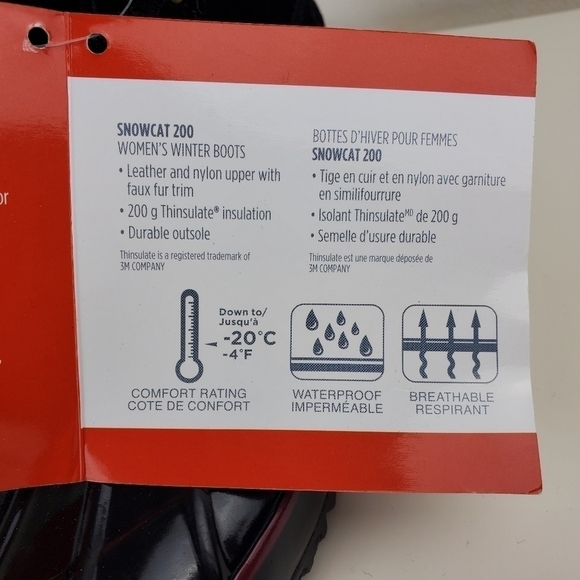 or
SNOWCAT 200
WOMEN'S WINTER BOOTS
• Leather and nylon upper with
faux fur trim
• 200 g Thinsulate® insulation
• Durable outsole
Thinsulate is a registered trademark of
3M COMPANY
BOTTES D'HIVER POUR FEMMES
SNOWCAT 200
• Tige en cuir et en nylon avec garniture
en similifourrure
• Isolant Thinsulate^MD de 200 g
• Semelle d'usure durable
Thinsulate est une marque déposée de
3M COMPANY
Down to/
Jusqu'à
-20°C
-4°F
COMFORT RATING
COTE DE CONFORT
WATERPROOF
IMPERMÉABLE
BREATHABLE
RESPIRANT